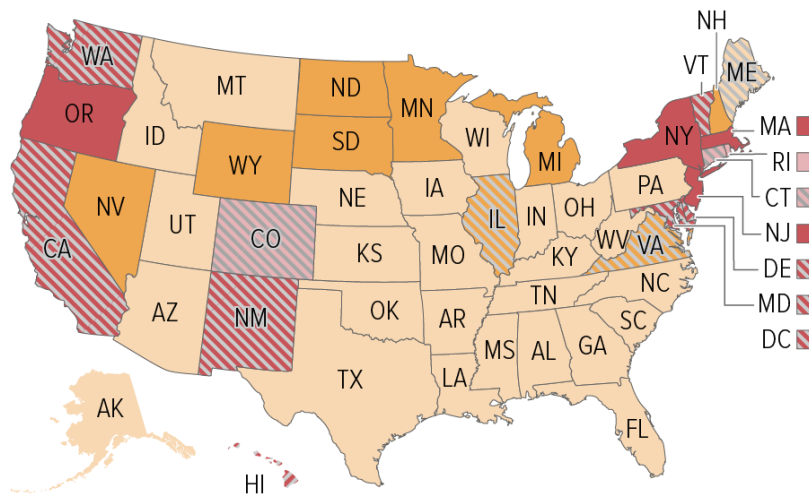 NH
WA
VT
ME
MT
ND
MN
OR
ID
WI
NY
MA
SD
MI
RI
WY
PA
CT
NE
IA
NV
IL
IN
OH
NJ
UT
CO
CA
KS
MO
WV
VA
KY
DE
NC
MD
TN
AZ
NM
OK
AR
SC
DC
MS
AL
GA
TX
LA
AK
FL
HI